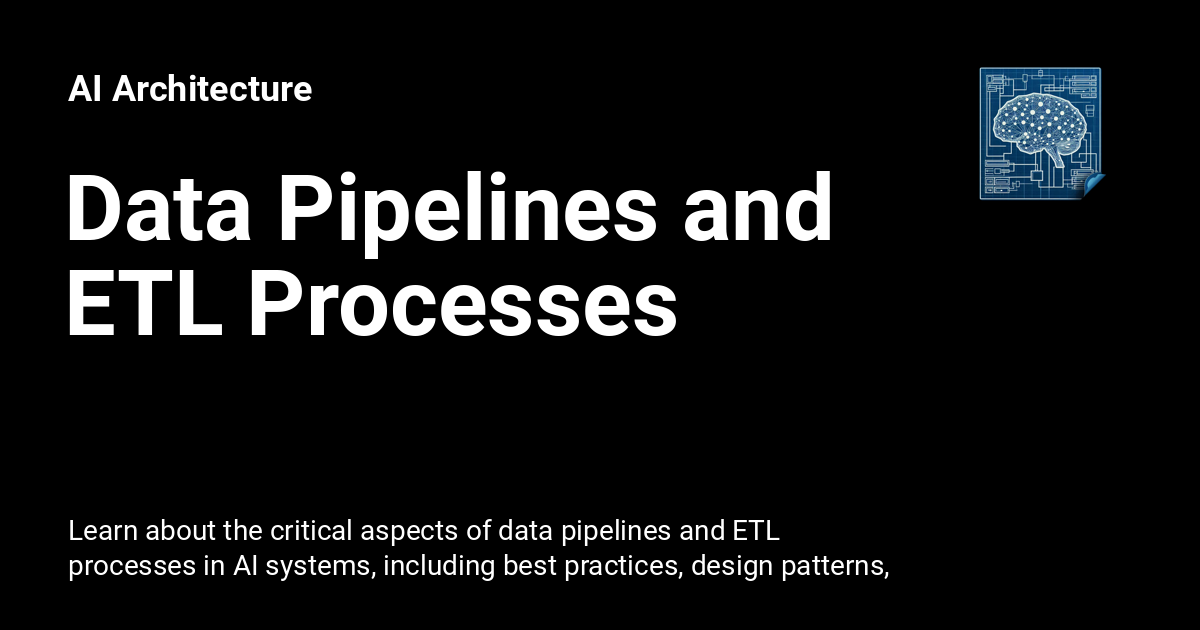 AI Architecture
Data Pipelines and
ETL Processes
Learn about the critical aspects of data pipelines and ETL
processes in AI systems, including best practices, design patterns,